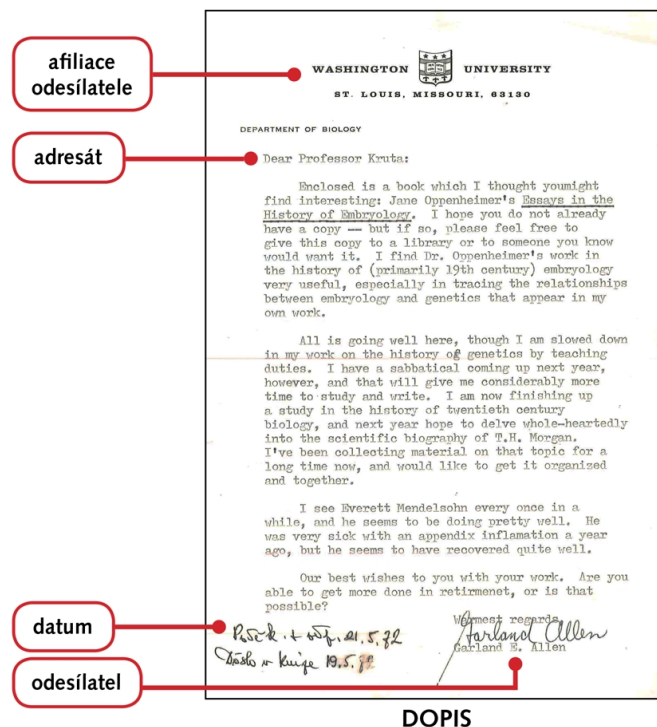 afiliace
odesílatele
WASHINGTON UNIVERSITY
ST. LOUIS, MISSOURI, 63130
DEPARTMENT OF BIOLOGY
adresát
Dear Professor Kruta:
Enclosed is a book which I thought youmight
find interesting: Jane Oppenheimer's Essays in the
History of Embryology. I hope you do not already
have a copy — but if so, please feel free to
give this copy to a library or to someone you know
would want it. I find Dr. Oppenheimer's work in
the history of (primarily 19th century) embryology
very useful, especially in tracing the relationships
between embryology and genetics that appear in my
own work.
All is going well here, though I am slowed down
in my work on the history of genetics by teaching
duties. I have a sabbatical coming up next year,
however, and that will give me considerably more
time to study and write. I am now finishing up
a study in the history of twentieth century
biology, and next year hope to delve whole-heartedly
into the scientific biography of T.H. Morgan.
I've been collecting material on that topic for a
long time now, and would like to get it organized
and together.
I see Everett Mendelsohn every once in a
while, and he seems to be doing pretty well. He
was very sick with an appendix inflamation a year
ago, but he seems to have recovered quite well.
Our best wishes to you with your work. Are you
able to get more done in retirmenet, or is that
possible?
Warmest regards,
datum
21.5.72
Došlo v 19.5.72
Garland Allen
Garland E. Allen
odesílatel
DOPIS